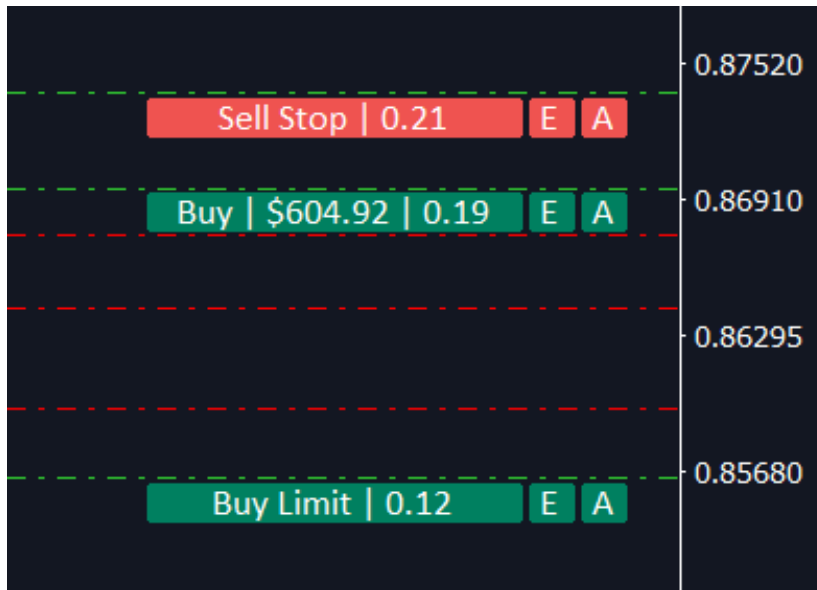 0.87520
Sell Stop | 0.21 E A
Buy | $604.92 | 0.19 E A
0.86910
0.86295
0.85680
Buy Limit | 0.12 E A